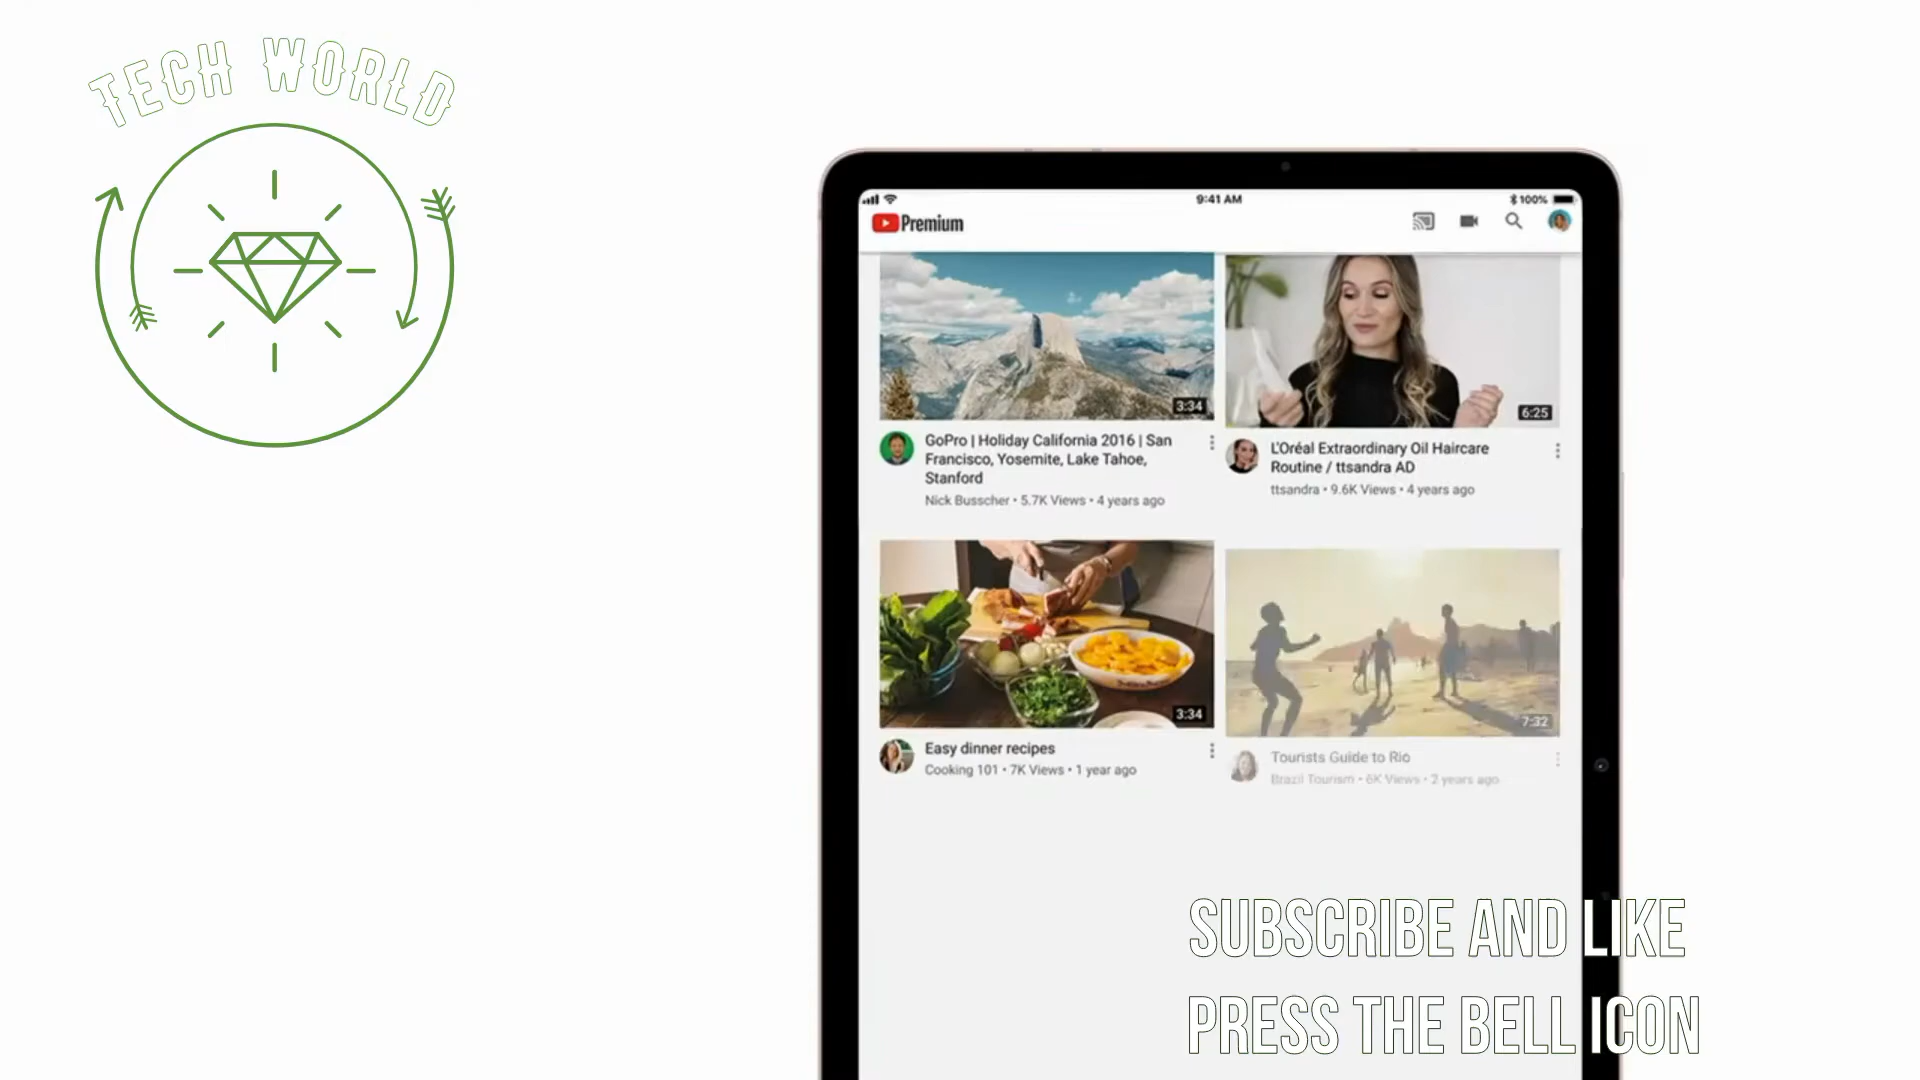 TECH WORLD
9:41 AM
100%
Premium
3:34
6:25
GoPro | Holiday California 2016 | San
Francisco, Yosemite, Lake Tahoe,
Stanford
Nick Busscher • 5.7K Views • 4 years ago
L'Oréal Extraordinary Oil Haircare
Routine / ttsandra AD
ttsandra • 9.6K Views • 4 years ago
3:34
7:32
Easy dinner recipes
Cooking 101 • 7K Views • 1 year ago
Tourists Guide to Rio
Brazil Tourism • 6K Views • 2 years ago
SUBSCRIBE AND LIKE
PRESS THE BELL ICON